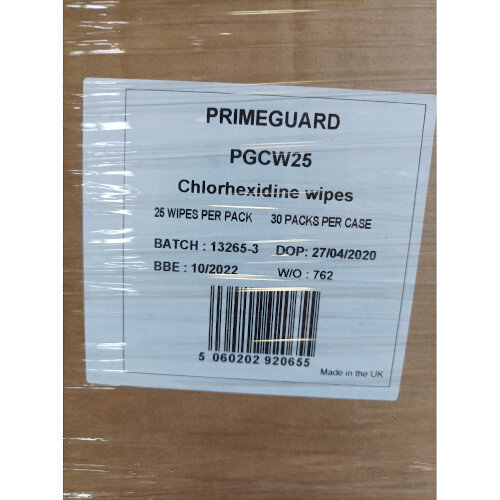 PRIMEGUARD
PGCW25
Chlorhexidine wipes
25 WIPES PER PACK 30 PACKS PER CASE
BATCH : 13265-3 DOP: 27/04/2020
BBE : 10/2022 W/O : 762
5 060202 920655
Made in the UK